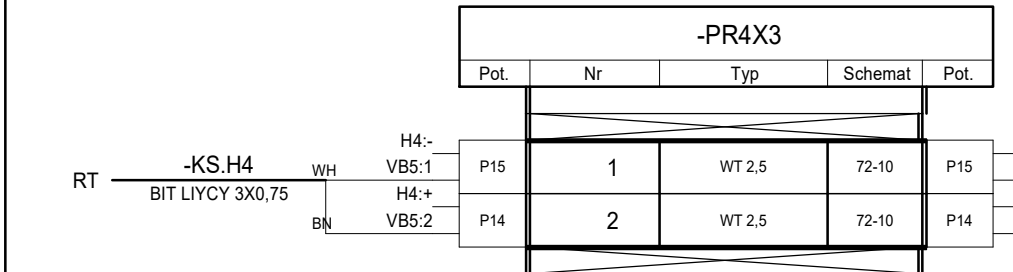 -PR4X3
Pot. Nr Typ Schemat Pot.
H4:-
-KS.H4 WH VB5:1 P15 1 WT 2,5 72-10 P15
RT
BIT LIYCY 3X0,75 H4:+
BN VB5:2 P14 2 WT 2,5 72-10 P14